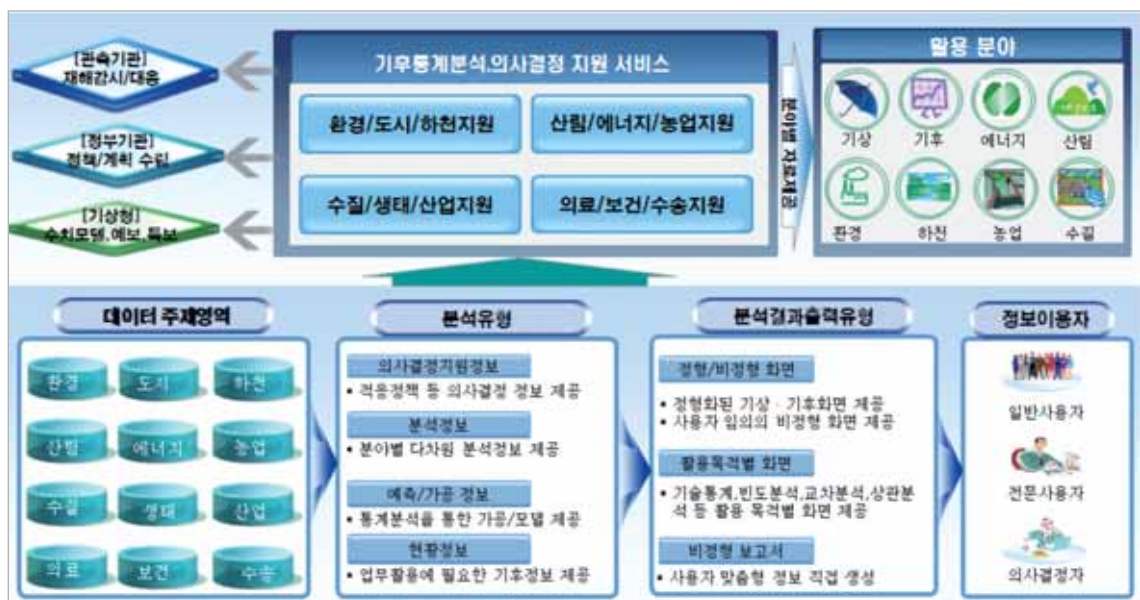 [관측기관]
재해감시/대응
[정부기관]
정책/계획 수립
[기상청]
수치모델,예보,특보
기후통계분석.의사결정 지원 서비스
환경/도시/하천지원
산림/에너지/농업지원
수질/생태/산업지원
의료/보건/수송지원
분야별 자료제공
활용 분야
기상
기후
에너지
산림
환경
하천
농업
수질
데이터 주제영역
환경
도시
하천
산림
에너지
농업
수질
생태
산업
의료
보건
수송
분석유형
의사결정지원정보
• 적응정책 등 의사결정 정보 제공
분석정보
• 분야별 다차원 분석정보 제공
예측/가공 정보
• 통계분석을 통한 가공/모델 제공
현황정보
• 업무활용에 필요한 기후정보 제공
분석결과출력유형
정형/비정형 화면
• 정형화된 기상 · 기후화면 제공
• 사용자 임의의 비정형 화면 제공
활용목적별 화면
• 기술통계,빈도분석,교차분석,상관분
석 등 활용 목적별 화면 제공
비정형 보고서
• 사용자 맞춤형 정보 직접 생성
정보이용자
일반사용자
전문사용자
의사결정자